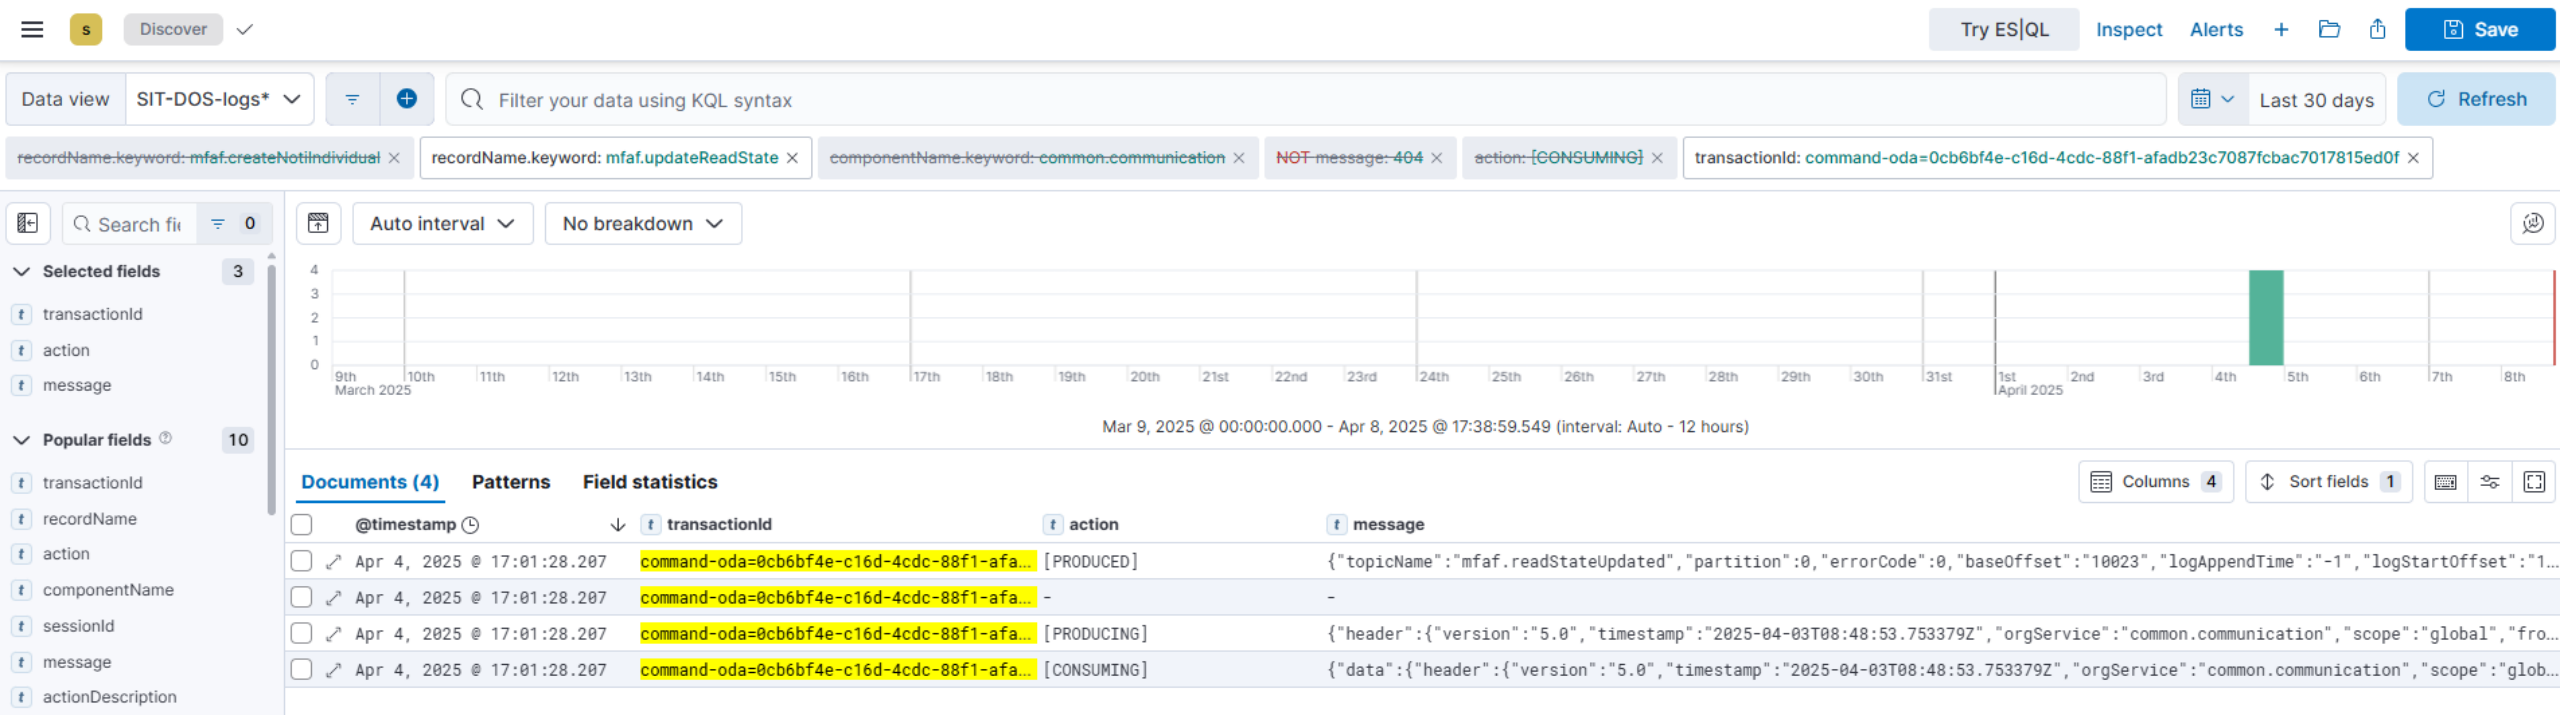 s Discover Try ES|QL Inspect Alerts + Save
Data view SIT-DOS-logs* Filter your data using KQL syntax Last 30 days Refresh
recordName.keyword: mfaf.createNotiIndividual × recordName.keyword: mfaf.updateReadState × componentName.keyword: common.communication × NOT message: 404 × action: [CONSUMING] × transactionId: command-oda=0cb6bf4e-c16d-4cdc-88f1-afadb23c7087fcbac7017815ed0f ×
Search fi 0 Auto interval No breakdown
Selected fields 3
t transactionId
t action
t message
Popular fields 10
t transactionId
t recordName
t action
t componentName
t sessionId
t message
t actionDescription
4
3
2
1
0
9th 10th 11th 12th 13th 14th 15th 16th 17th 18th 19th 20th 21st 22nd 23rd 24th 25th 26th 27th 28th 29th 30th 31st 1st 2nd 3rd 4th 5th 6th 7th 8th
March 2025 April 2025
Mar 9, 2025 @ 00:00:00.000 - Apr 8, 2025 @ 17:38:59.549 (interval: Auto - 12 hours)
Documents (4) Patterns Field statistics Columns 4 Sort fields 1
@timestamp t transactionId t action t message
Apr 4, 2025 @ 17:01:28.207 command-oda=0cb6bf4e-c16d-4cdc-88f1-afa... [PRODUCED] {"topicName":"mfaf.readStateUpdated","partition":0,"errorCode":0,"baseOffset":"10023","logAppendTime":"-1","logStartOffset":"1...
Apr 4, 2025 @ 17:01:28.207 command-oda=0cb6bf4e-c16d-4cdc-88f1-afa... - -
Apr 4, 2025 @ 17:01:28.207 command-oda=0cb6bf4e-c16d-4cdc-88f1-afa... [PRODUCING] {"header":{"version":"5.0","timestamp":"2025-04-03T08:48:53.753379Z","orgService":"common.communication","scope":"global","fro...
Apr 4, 2025 @ 17:01:28.207 command-oda=0cb6bf4e-c16d-4cdc-88f1-afa... [CONSUMING] {"data":{"header":{"version":"5.0","timestamp":"2025-04-03T08:48:53.753379Z","orgService":"common.communication","scope":"glob...